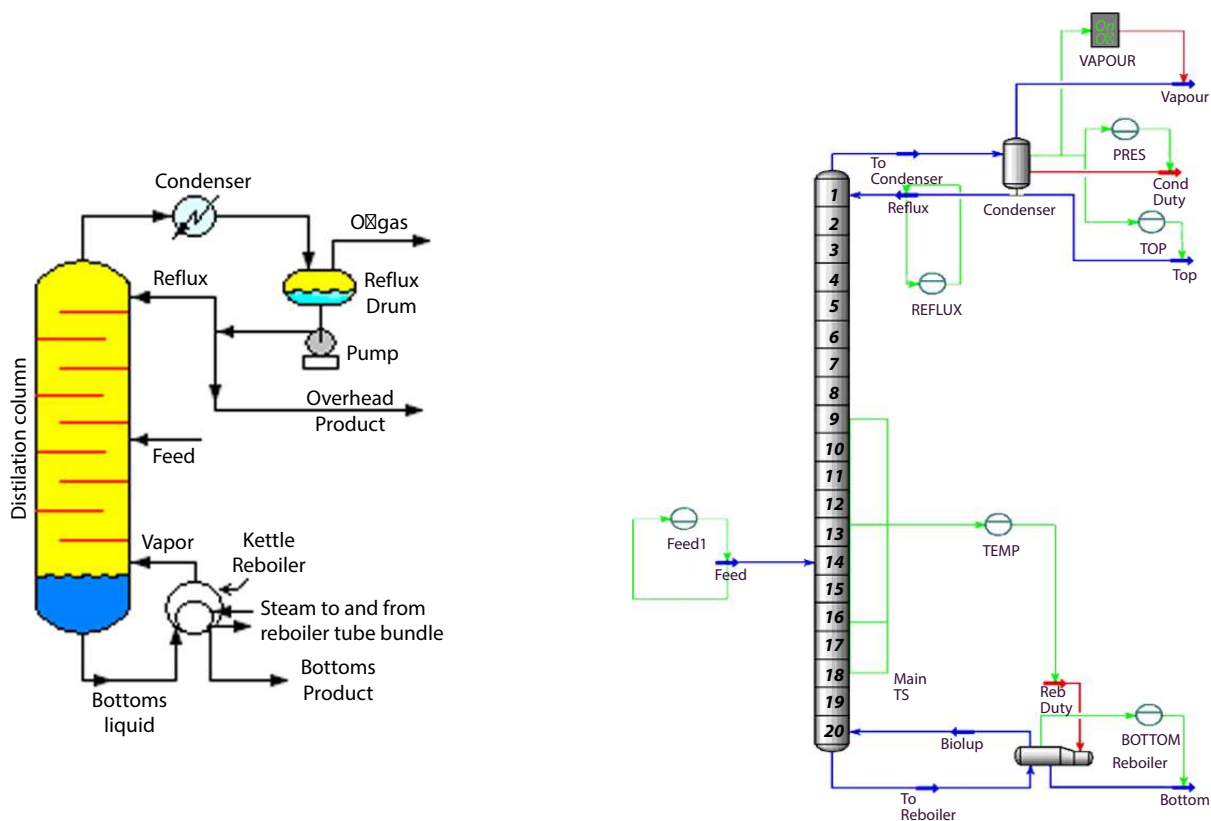 Condenser
O☒gas
Reflux
Reflux
Drum
Pump
Overhead
Product
Distilation column
Feed
Vapor
Kettle
Reboiler
Steam to and from
reboiler tube bundle
Bottoms
Product
Bottoms
liquid
On
Off
VAPOUR
Vapour
To
Condenser
PRES
Cond
Duty
Reflux
Condenser
TOP
Top
REFLUX
1
2
3
4
5
6
7
8
9
10
11
12
13
14
15
16
17
18
19
20
Feed1
Feed
TEMP
Main
TS
Reb
Duty
BOTTOM
Reboiler
Biolup
To
Reboiler
Bottom